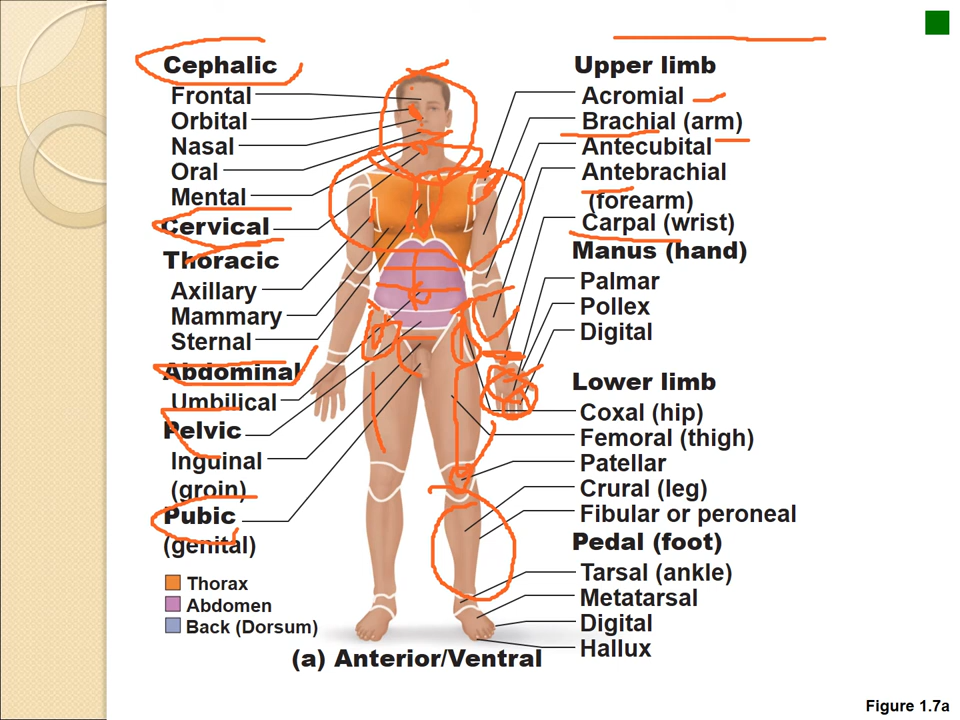 Cephalic
Frontal
Orbital
Nasal
Oral
Mental
Cervical
Thoracic
Axillary
Mammary
Sternal
Abdominal
Umbilical
Pelvic
Inguinal
(groin)
Pubic
(genital)
Thorax
Abdomen
Back (Dorsum)
(a) Anterior/Ventral
Upper limb
Acromial
Brachial (arm)
Antecubital
Antebrachial
(forearm)
Carpal (wrist)
Manus (hand)
Palmar
Pollex
Digital
Lower limb
Coxal (hip)
Femoral (thigh)
Patellar
Crural (leg)
Fibular or peroneal
Pedal (foot)
Tarsal (ankle)
Metatarsal
Digital
Hallux
Figure 1.7a